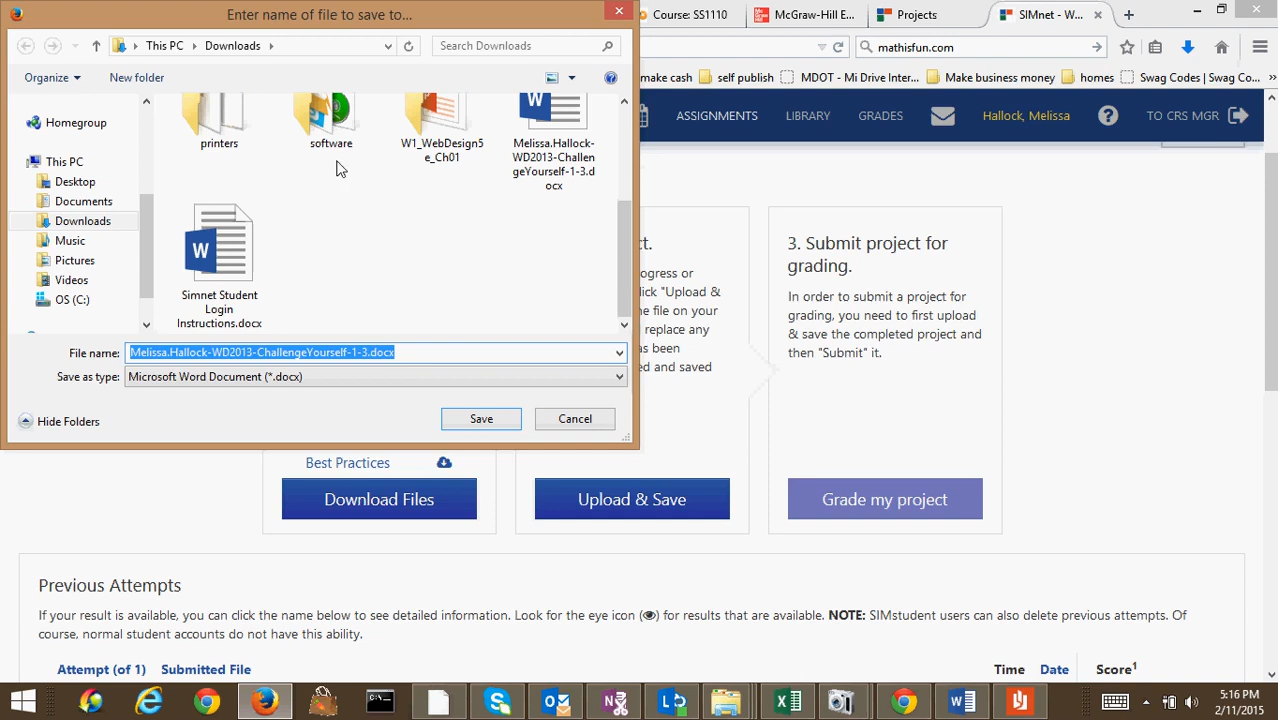 Enter name of file to save to...
Course: SS1110
McGraw-Hill E...
Projects
SIMnet - W...
This PC
Downloads
Search Downloads
mathisfun.com
Organize
New folder
make cash
self publish
MDOT - Mi Drive Inter...
Make business money
homes
Swag Codes | Swag Co...
Homegroup
This PC
Desktop
Documents
Downloads
Music
Pictures
Videos
OS (C:)
printers
software
W1_WebDesign5
e_Ch01
Melissa.Hallock-
WD2013-Challen
geYourself-1-3.d
ocx
Simnet Student
Login
Instructions.docx
File name:
Melissa.Hallock-WD2013-ChallengeYourself-1-3.docx
Save as type:
Microsoft Word Document (*.docx)
Hide Folders
Save
Cancel
ASSIGNMENTS
LIBRARY
GRADES
Hallock, Melissa
TO CRS MGR
ct.
ogress or
lick "Upload &
he file on your
l replace any
as been
ed and saved
3. Submit project for
grading.
In order to submit a project for
grading, you need to first upload
& save the completed project and
then "Submit" it.
Best Practices
Download Files
Upload & Save
Grade my project
Previous Attempts
If your result is available, you can click the name below to see detailed information. Look for the eye icon () for results that are available. NOTE: SIMstudent users can also delete previous attempts. Of
course, normal student accounts do not have this ability.
Attempt (of 1)
Submitted File
Time
Date
Score1
5:16 PM
2/11/2015